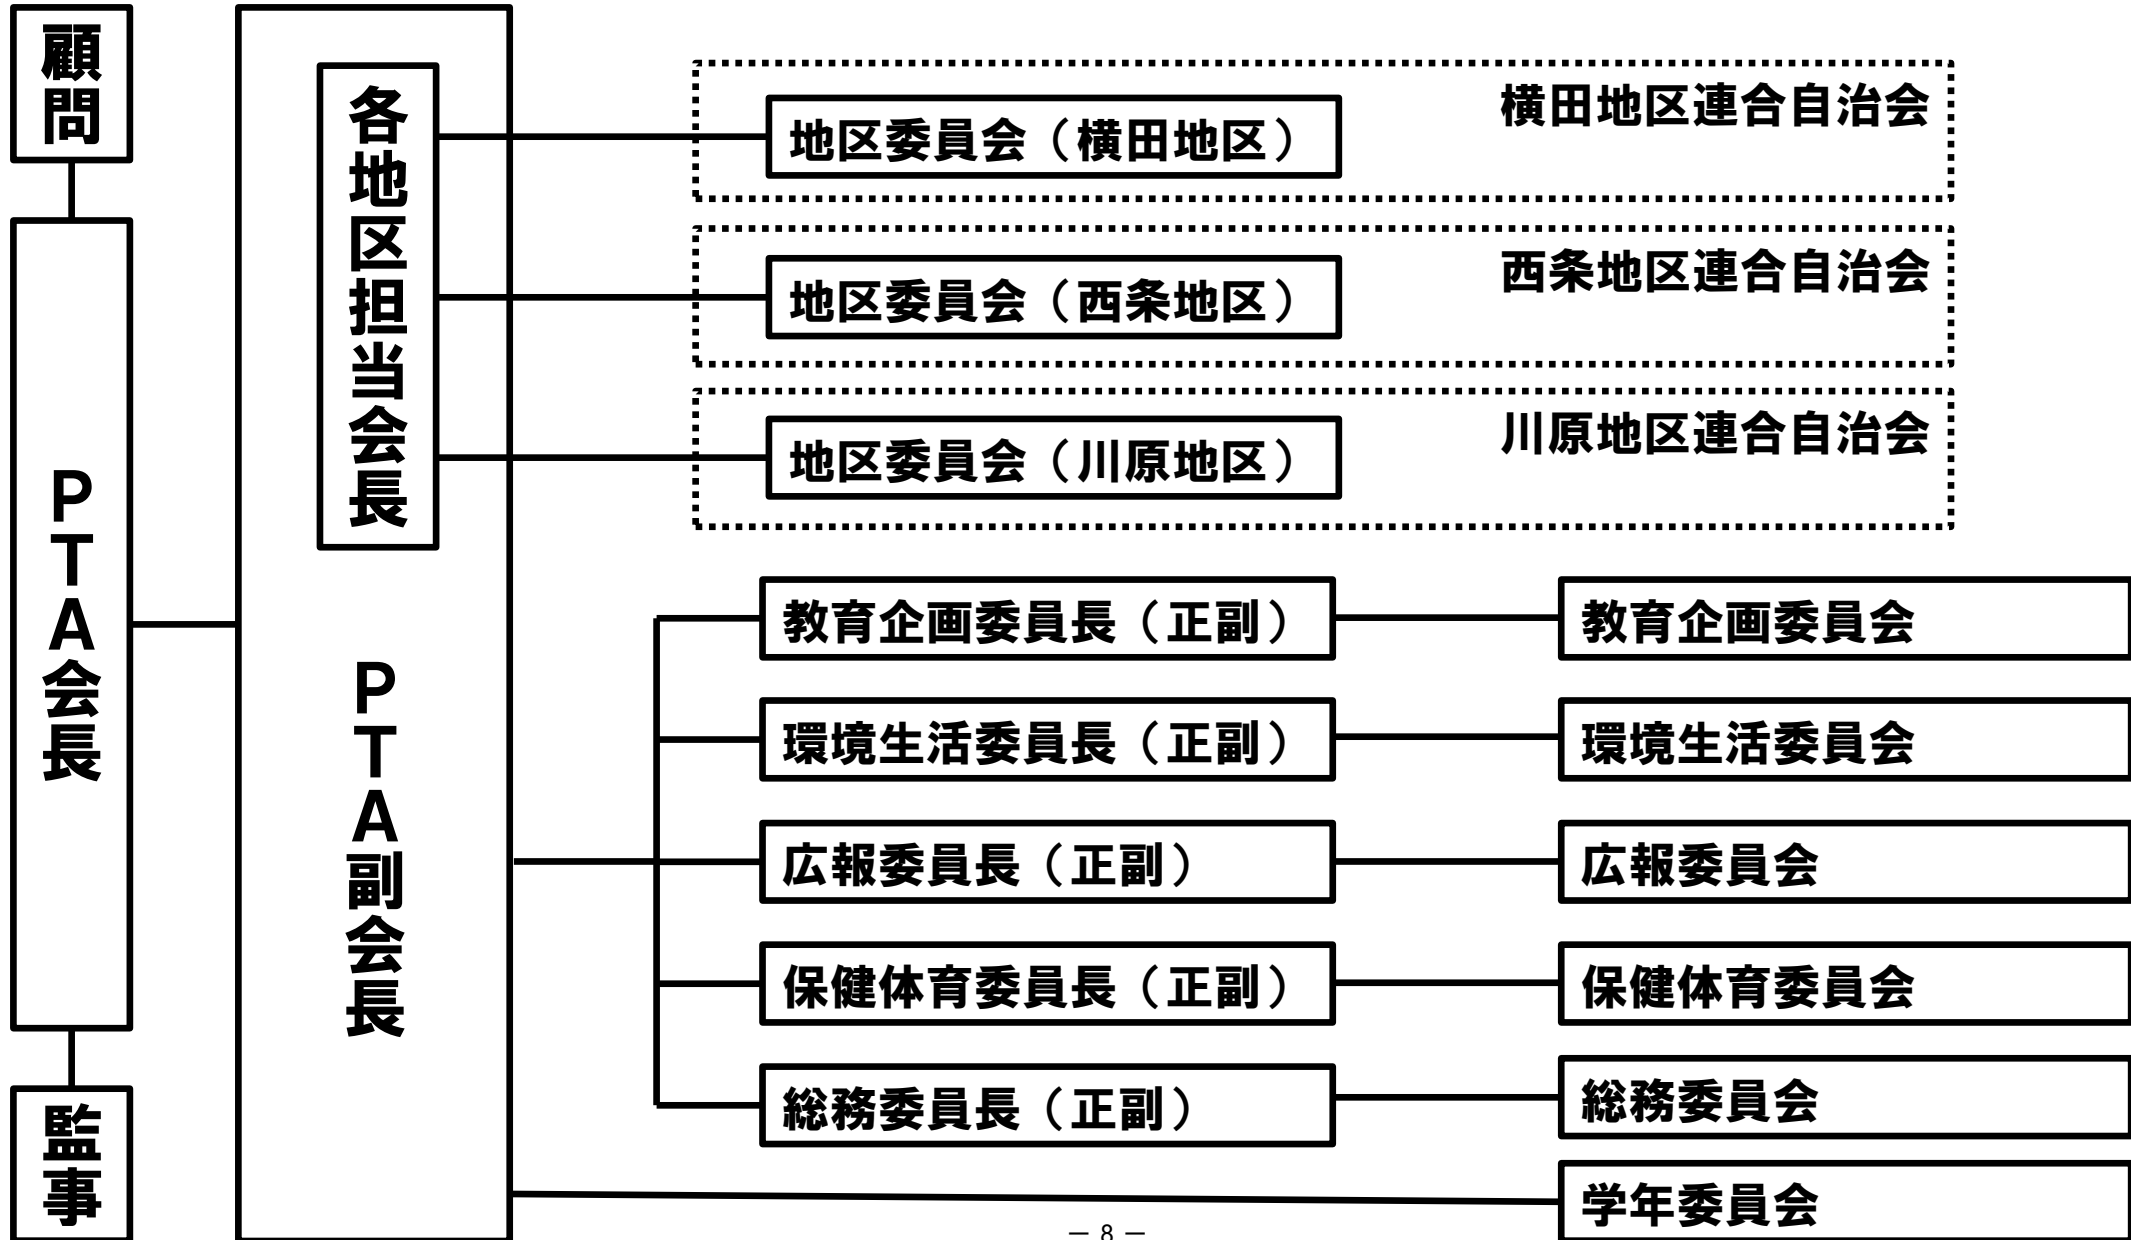 顧問
PTA会長
監事
各地区担当会長
PTA副会長
横田地区連合自治会
地区委員会（横田地区）
西条地区連合自治会
地区委員会（西条地区）
川原地区連合自治会
地区委員会（川原地区）
教育企画委員長（正副）
教育企画委員会
環境生活委員長（正副）
環境生活委員会
広報委員長（正副）
広報委員会
保健体育委員長（正副）
保健体育委員会
総務委員長（正副）
総務委員会
学年委員会
－ 8 －